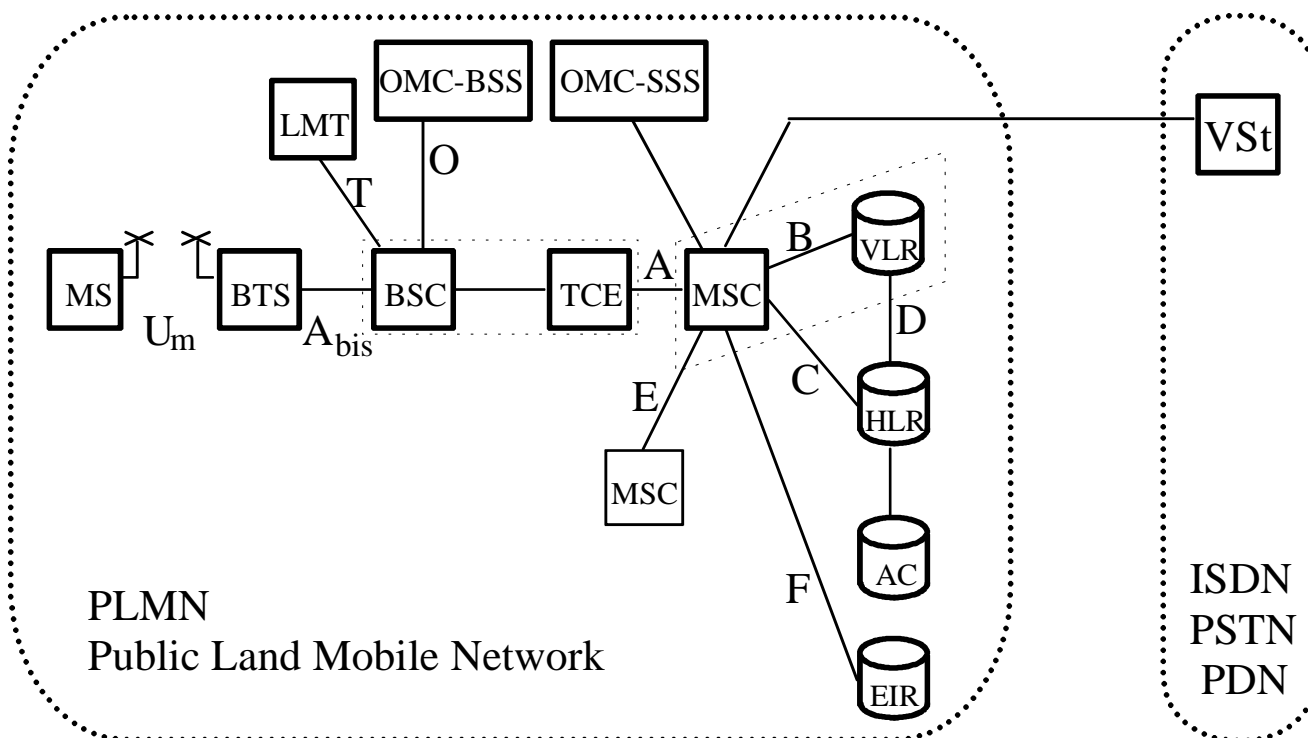 OMC-BSS
OMC-SSS
LMT
VSt
O
T
B
VLR
A
MS
BTS
BSC
TCE
MSC
Um
Abis
D
E
C
HLR
MSC
F
AC
EIR
PLMN
Public Land Mobile Network
ISDN
PSTN
PDN